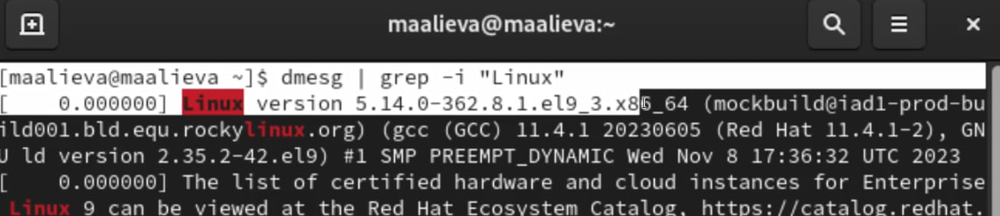 maalieva@maalieva:~
[maalieva@maalieva ~]$ dmesg | grep -i "Linux"
[    0.000000] Linux version 5.14.0-362.8.1.el9_3.x86_64 (mockbuild@iad1-prod-bu
ild001.bld.equ.rockylinux.org) (gcc (GCC) 11.4.1 20230605 (Red Hat 11.4.1-2), GN
U ld version 2.35.2-42.el9) #1 SMP PREEMPT_DYNAMIC Wed Nov 8 17:36:32 UTC 2023
[    0.000000] The list of certified hardware and cloud instances for Enterprise
 Linux 9 can be viewed at the Red Hat Ecosystem Catalog, https://catalog.redhat.